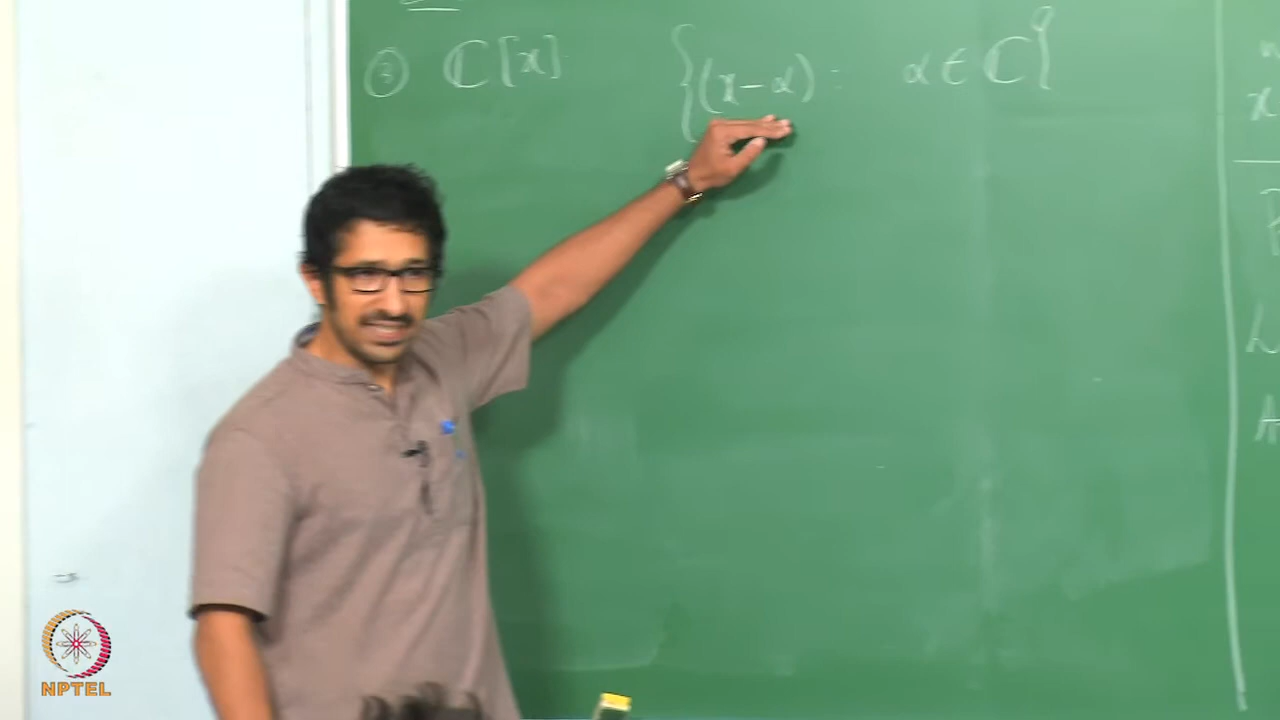 ③ ℂ[x] {(x-α) : α ∈ ℂ}
NPTEL